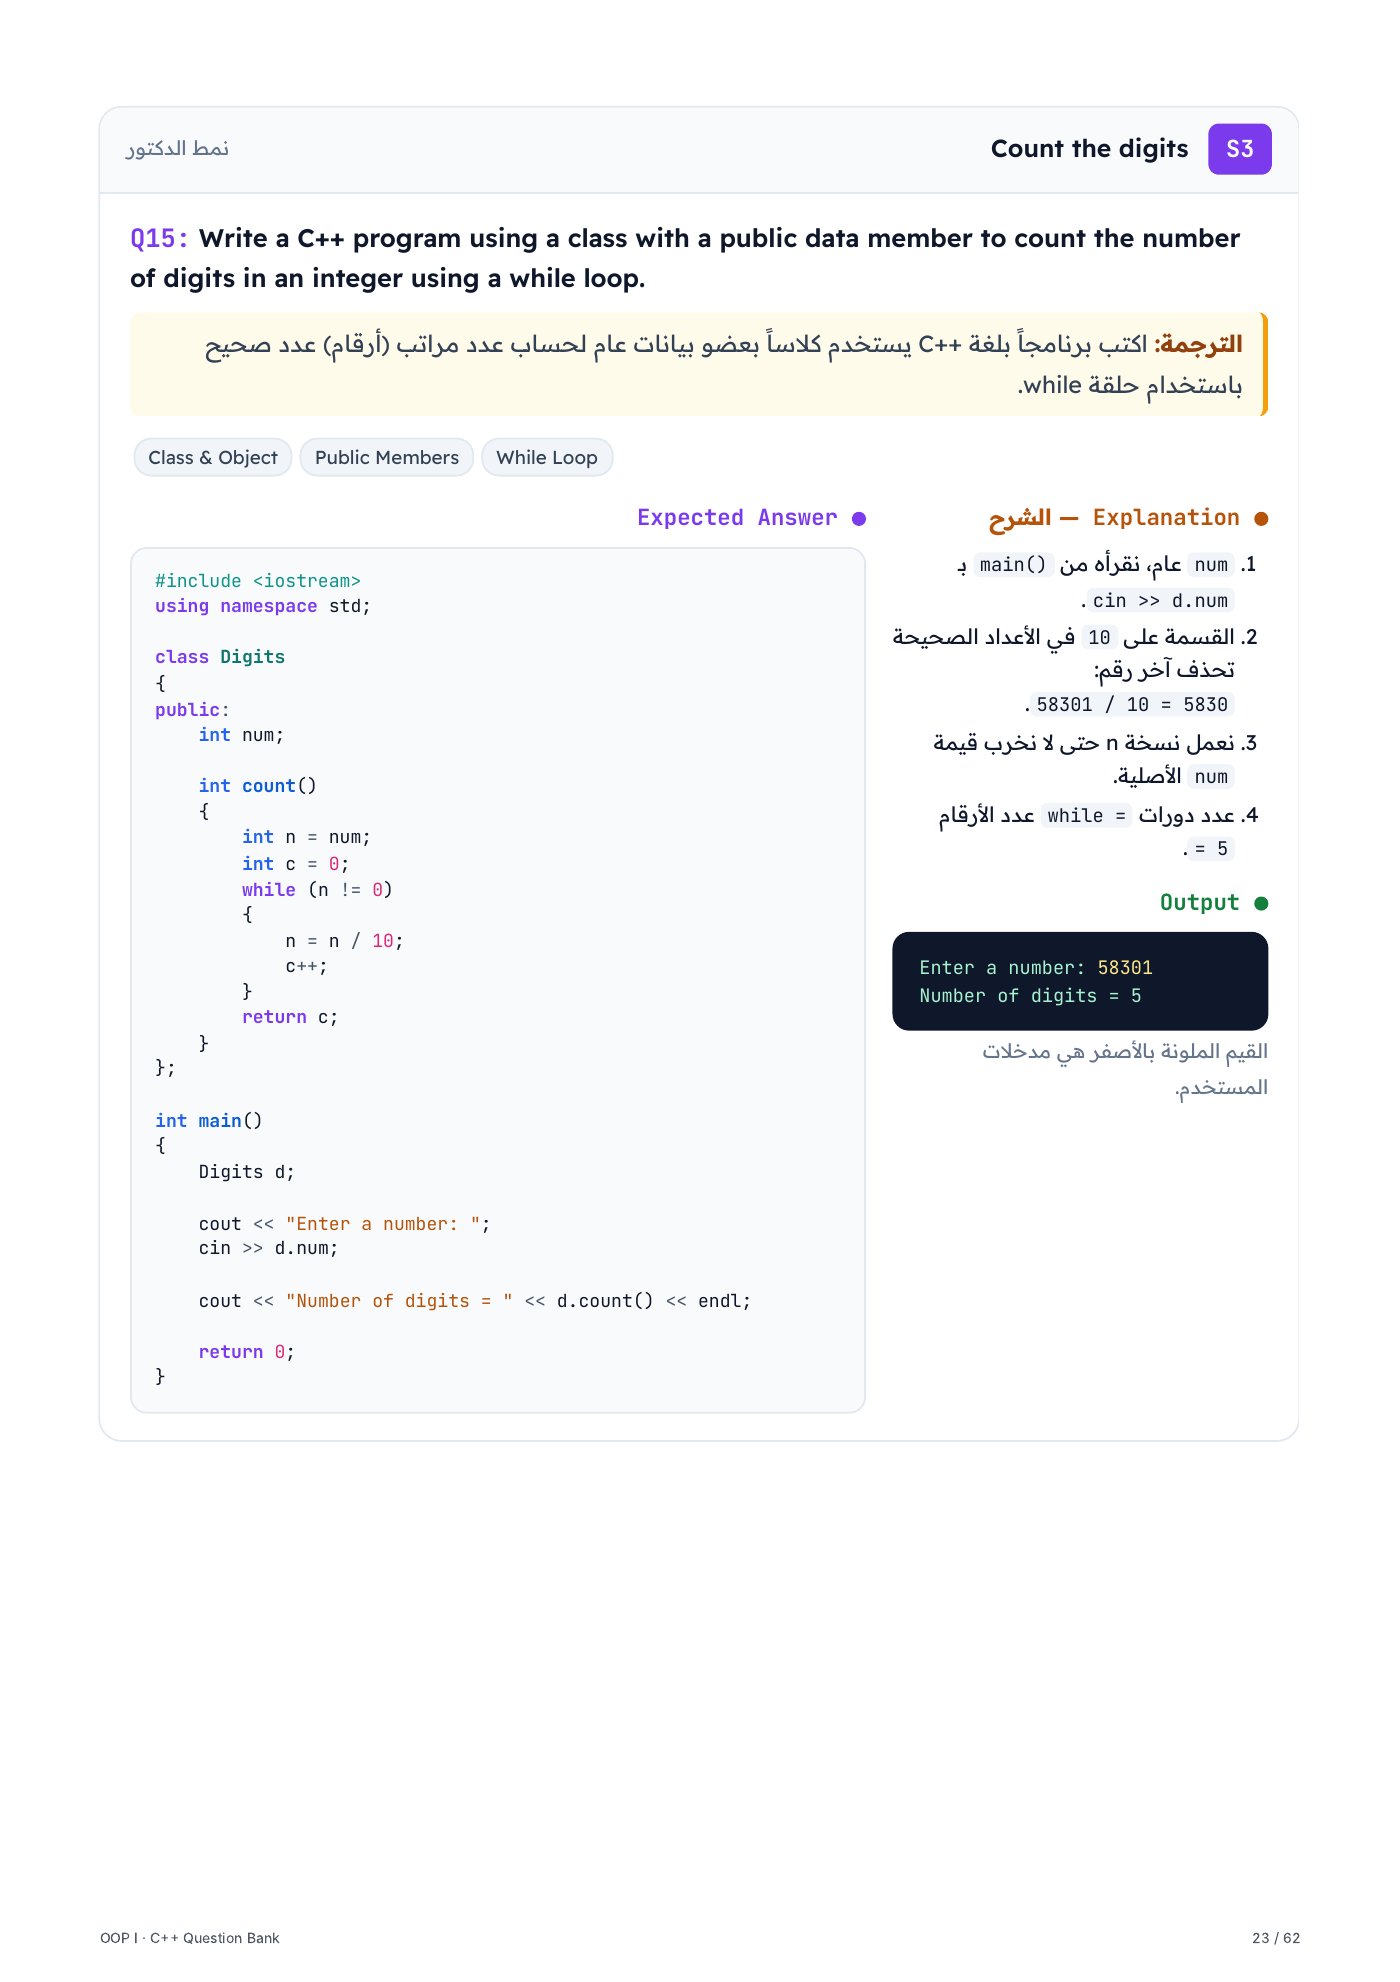 S3 Count the digits
نمط الدكتور
Q15: Write a C++ program using a class with a public data member to count the number
of digits in an integer using a while loop.
الترجمة: اكتب برنامجاً بلغة C++ يستخدم كلاساً بعضو بيانات عام لحساب عدد مراتب (أرقام) عدد صحيح
باستخدام حلقة while.
Class & Object
Public Members
While Loop
Expected Answer
#include <iostream>
using namespace std;

class Digits
{
public:
    int num;

    int count()
    {
        int n = num;
        int c = 0;
        while (n != 0)
        {
            n = n / 10;
            c++;
        }
        return c;
    }
};

int main()
{
    Digits d;

    cout << "Enter a number: ";
    cin >> d.num;

    cout << "Number of digits = " << d.count() << endl;

    return 0;
}
Explanation — الشرح
1. num عام، نقرأه من main() بـ
cin >> d.num.
2. القسمة على 10 في الأعداد الصحيحة
تحذف آخر رقم:
58301 / 10 = 5830.
3. نعمل نسخة n حتى لا نخرب قيمة
num الأصلية.
4. عدد دورات while = عدد الأرقام
= 5.
Output
Enter a number: 58301
Number of digits = 5
القيم الملونة بالأصفر هي مدخلات
المستخدم.
OOP I · C++ Question Bank
23 / 62